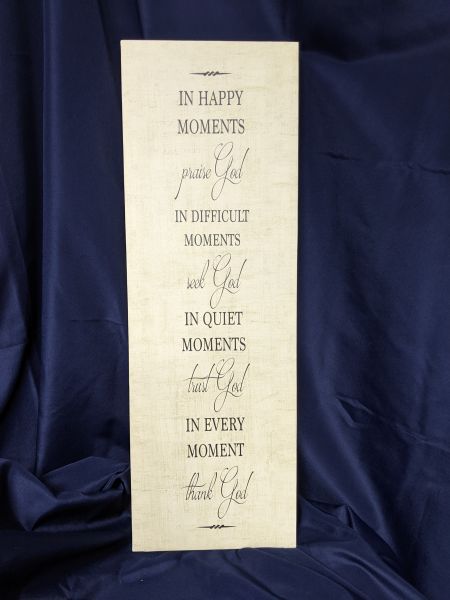 IN HAPPY
MOMENTS
praise God
IN DIFFICULT
MOMENTS
seek God
IN QUIET
MOMENTS
trust God
IN EVERY
MOMENT
thank God